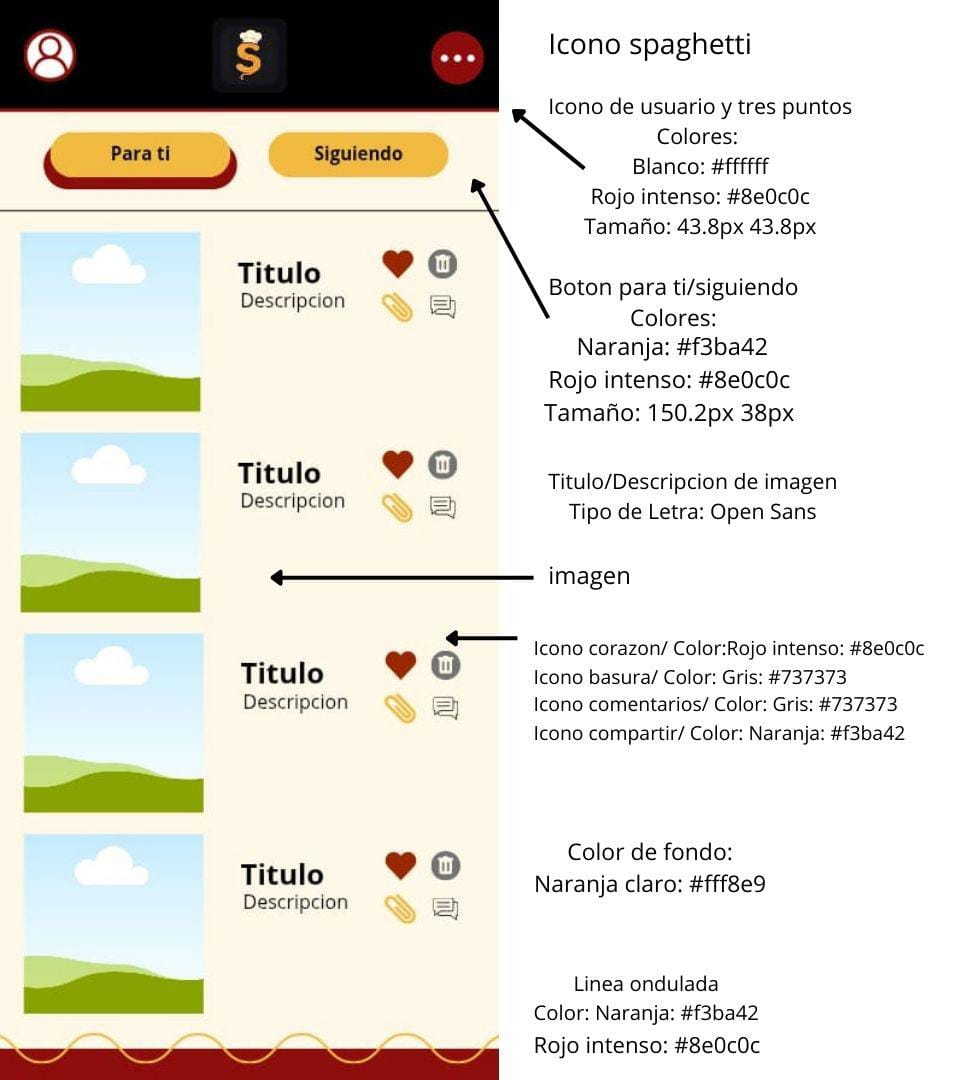 S
Para ti
Siguiendo
Titulo
Descripcion
Titulo
Descripcion
Titulo
Descripcion
Titulo
Descripcion
Icono spaghetti
Icono de usuario y tres puntos
Colores:
Blanco: #ffffff
Rojo intenso: #8e0c0c
Tamaño: 43.8px 43.8px
Boton para ti/siguiendo
Colores:
Naranja: #f3ba42
Rojo intenso: #8e0c0c
Tamaño: 150.2px 38px
Titulo/Descripcion de imagen
Tipo de Letra: Open Sans
imagen
Icono corazon/ Color:Rojo intenso: #8e0c0c
Icono basura/ Color: Gris: #737373
Icono comentarios/ Color: Gris: #737373
Icono compartir/ Color: Naranja: #f3ba42
Color de fondo:
Naranja claro: #fff8e9
Linea ondulada
Color: Naranja: #f3ba42
Rojo intenso: #8e0c0c